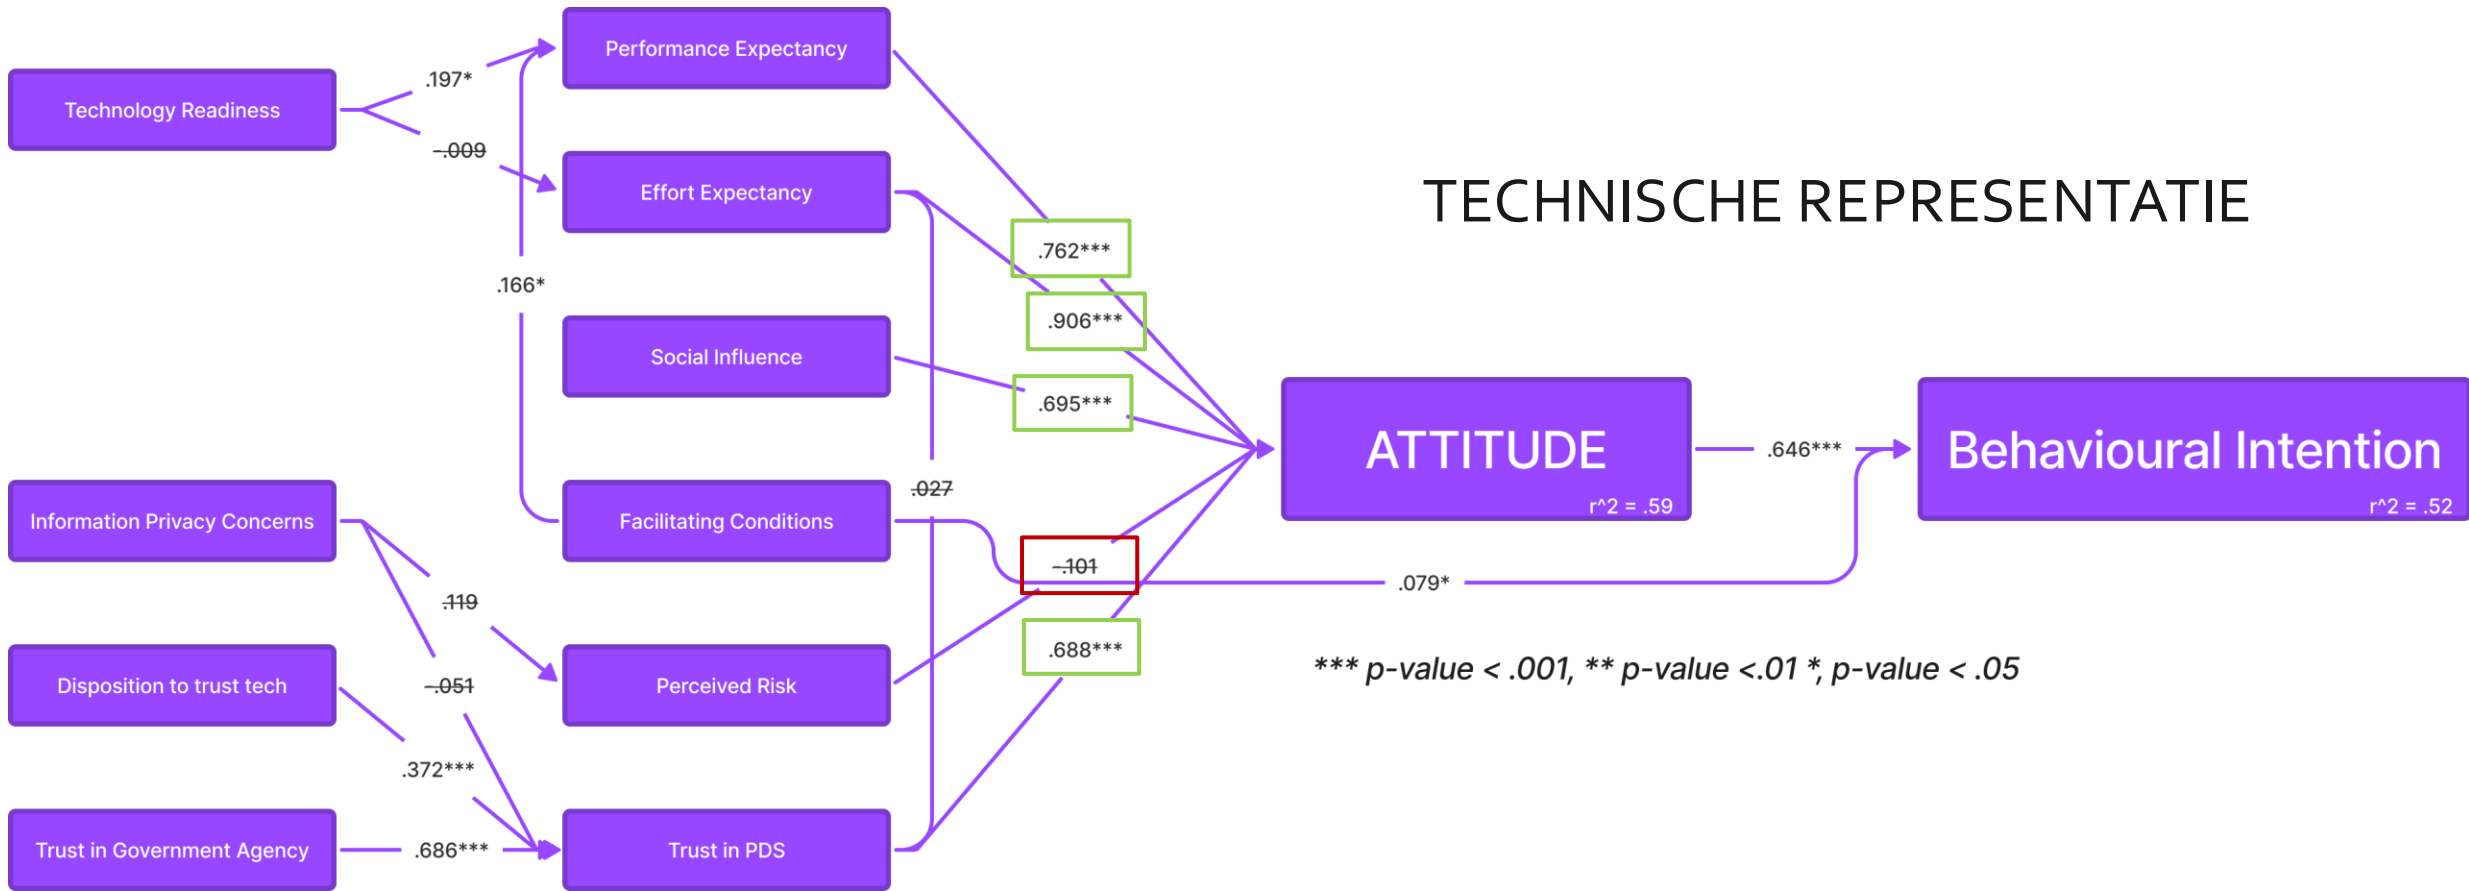 Performance Expectancy
.197*
Technology Readiness
-.009
Effort Expectancy
TECHNISCHE REPRESENTATIE
.762***
.166*
.906***
Social Influence
.695***
ATTITUDE
r^2 = .59
.646***
Behavioural Intention
r^2 = .52
.027
Information Privacy Concerns
Facilitating Conditions
-.101
.079*
.119
.688***
*** p-value < .001, ** p-value <.01 *, p-value < .05
Disposition to trust tech
-.051
Perceived Risk
.372***
Trust in Government Agency
.686***
Trust in PDS